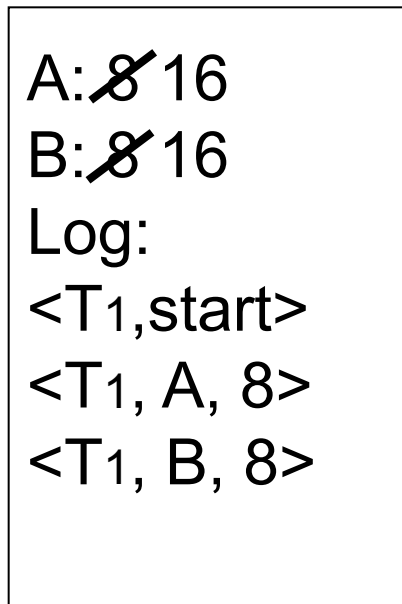 A: 8 16
B: 8 16
Log:
<T1,start>
<T1, A, 8>
<T1, B, 8>